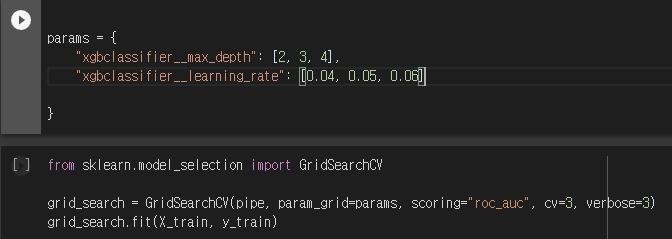 params = {
    "xgbclassifier__max_depth": [2, 3, 4],
    "xgbclassifier__learning_rate": [0.04, 0.05, 0.06]
}
[ ]
from sklearn.model_selection import GridSearchCV
grid_search = GridSearchCV(pipe, param_grid=params, scoring="roc_auc", cv=3, verbose=3)
grid_search.fit(X_train, y_train)